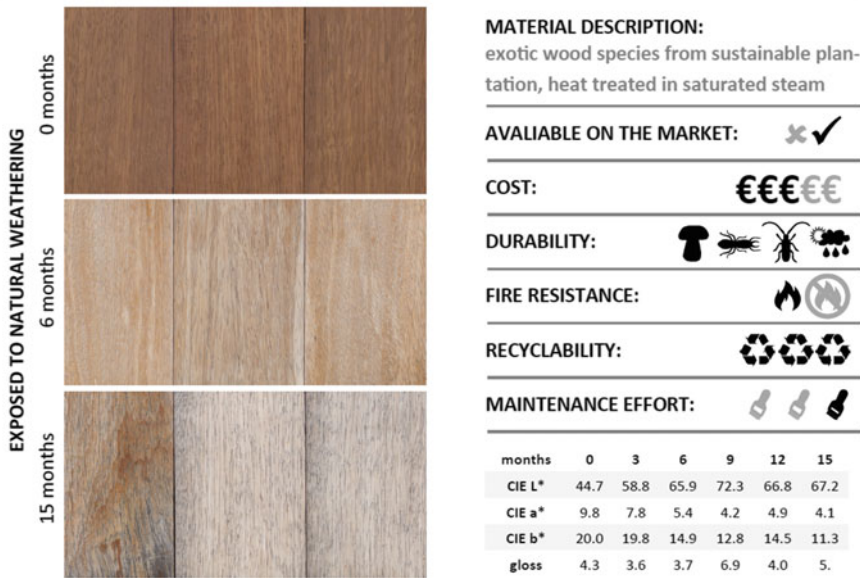 EXPOSED TO NATURAL WEATHERING
0 months
6 months
15 months
MATERIAL DESCRIPTION:
exotic wood species from sustainable plan-
tation, heat treated in saturated steam
AVALIABLE ON THE MARKET:
COST: €€€€€
DURABILITY:
FIRE RESISTANCE:
RECYCLABILITY:
MAINTENANCE EFFORT:
months 0 3 6 9 12 15
CIE L* 44.7 58.8 65.9 72.3 66.8 67.2
CIE a* 9.8 7.8 5.4 4.2 4.9 4.1
CIE b* 20.0 19.8 14.9 12.8 14.5 11.3
gloss 4.3 3.6 3.7 6.9 4.0 5.